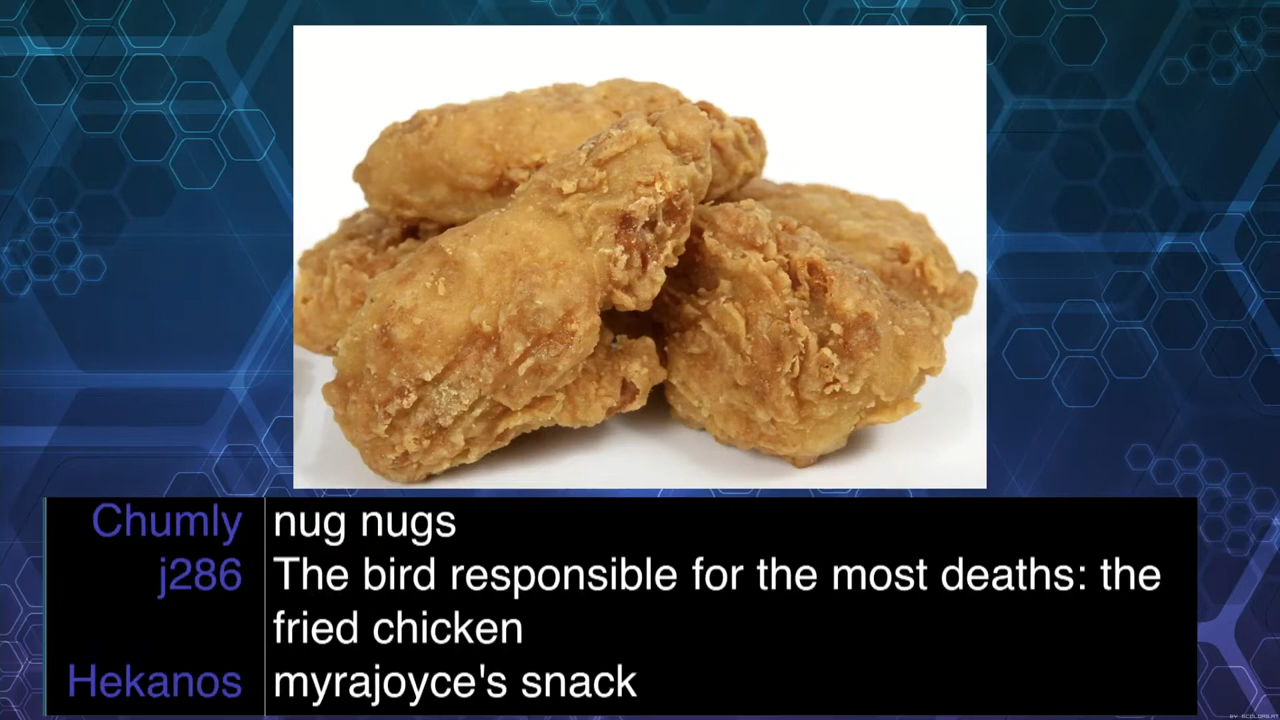 Chumly nug nugs
j286 The bird responsible for the most deaths: the
fried chicken
Hekanos myrajoyce's snack